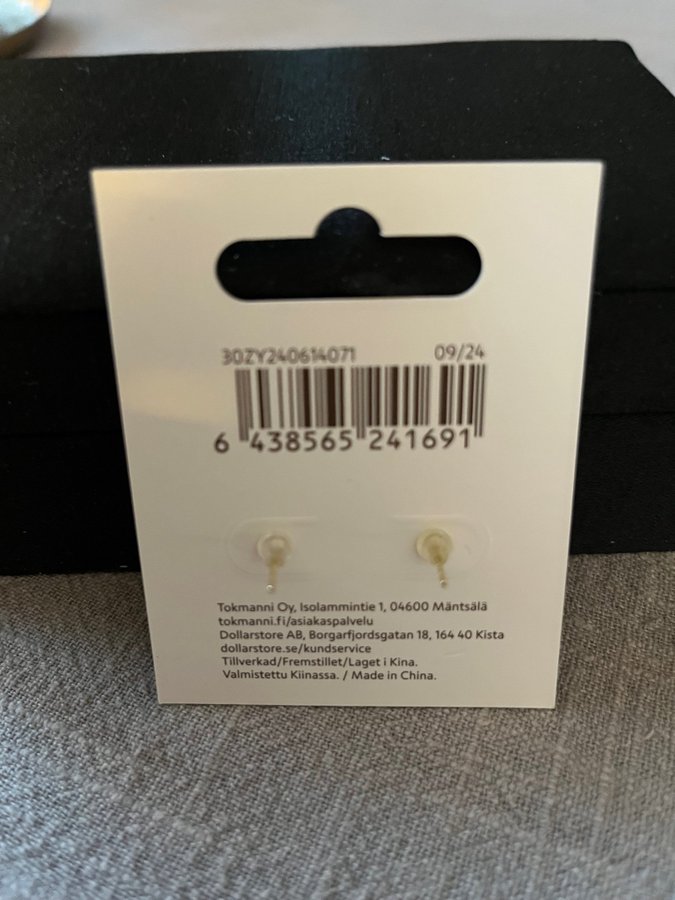 30ZY240614071 09/24
6 438565 241691
Tokmanni Oy, Isolammintie 1, 04600 Mäntsälä
tokmanni.fi/asiakaspalvelu
Dollarstore AB, Borgarfjordsgatan 18, 164 40 Kista
dollarstore.se/kundservice
Tillverkad/Fremstillet/Laget i Kina.
Valmistettu Kiinassa. / Made in China.